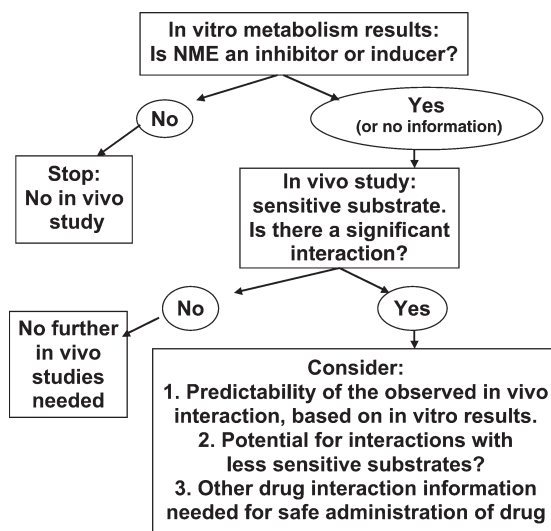 In vitro metabolism results:
Is NME an inhibitor or inducer?
No
Yes
(or no information)
Stop:
No in vivo
study
In vivo study:
sensitive substrate.
Is there a significant
interaction?
No
Yes
No further
in vivo
studies
needed
Consider:
1. Predictability of the observed in vivo
interaction, based on in vitro results.
2. Potential for interactions with
less sensitive substrates?
3. Other drug interaction information
needed for safe administration of drug